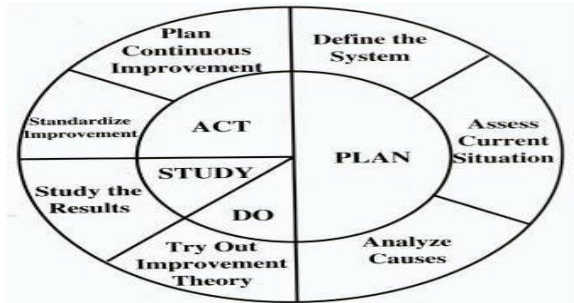 Plan
Continuous
Improvement
Define the
System
Standardize
Improvement
ACT
Assess
Current
Situation
PLAN
STUDY
Study the
Results
DO
Try Out
Improvement
Theory
Analyze
Causes